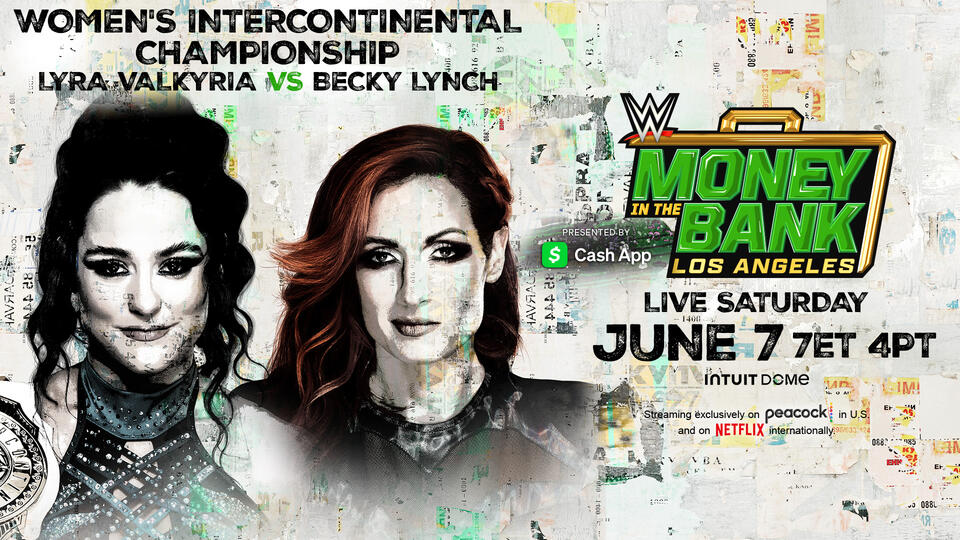 WOMEN'S INTERCONTINENTAL
CHAMPIONSHIP
LYRA VALKYRIA VS BECKY LYNCH
W
MONEY
IN THE
BANK
LOS ANGELES
PRESENTED BY
$ Cash App
LIVE SATURDAY
JUNE 7 7ET 4PT
INTUIT DOME
Streaming exclusively on peacock in U.S.
and on NETFLIX internationally.